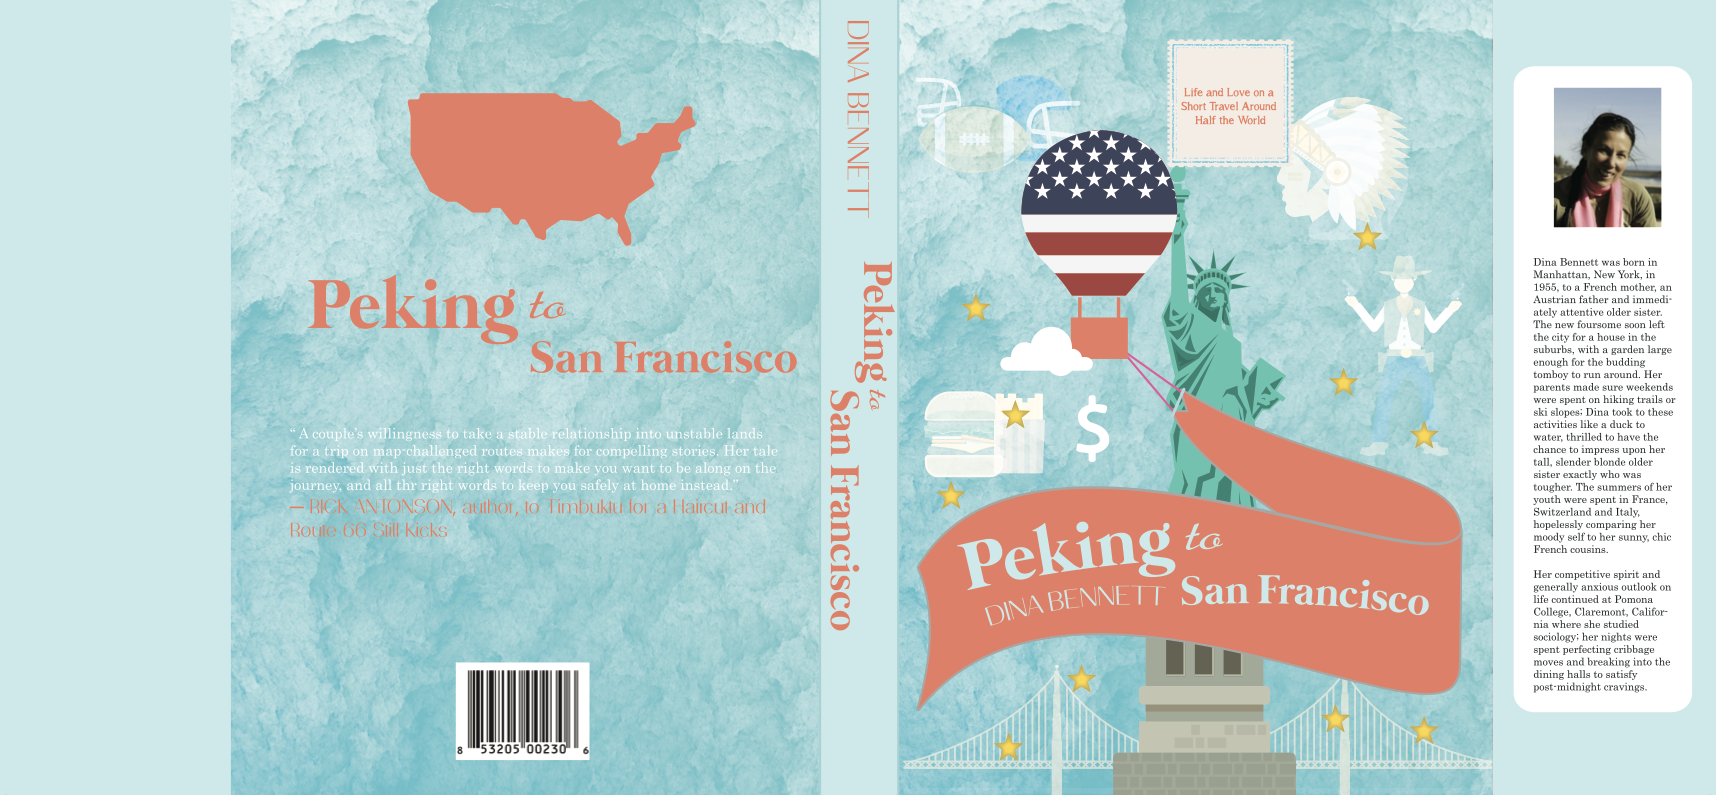 Peking to
San Francisco
“ A couple's willingness to take a stable relationship into unstable lands
for a trip on map-challenged routes makes for compelling stories. Her tale
is rendered with just the right words to make you want to be along on the
journey, and all thr right words to keep you safely at home instead.”
— RICK ANTONSON, author, to Timbuktu for a Haircut and
Route 66 Still Kicks
8 53205 00230 6
DINA BENNETT
Peking to
San Francisco
Life and Love on a
Short Travel Around
Half the World
$
Peking to
DINA BENNETT San Francisco
Dina Bennett was born in
Manhattan, New York, in
1955, to a French mother, an
Austrian father and immedi-
ately attentive older sister.
The new foursome soon left
the city for a house in the
suburbs, with a garden large
enough for the budding
tomboy to run around. Her
parents made sure weekends
were spent on hiking trails or
ski slopes; Dina took to these
activities like a duck to
water, thrilled to have the
chance to impress upon her
tall, slender blonde older
sister exactly who was
tougher. The summers of her
youth were spent in France,
Switzerland and Italy,
hopelessly comparing her
moody self to her sunny, chic
French cousins.
Her competitive spirit and
generally anxious outlook on
life continued at Pomona
College, Claremont, Califor-
nia where she studied
sociology; her nights were
spent perfecting cribbage
moves and breaking into the
dining halls to satisfy
post-midnight cravings.